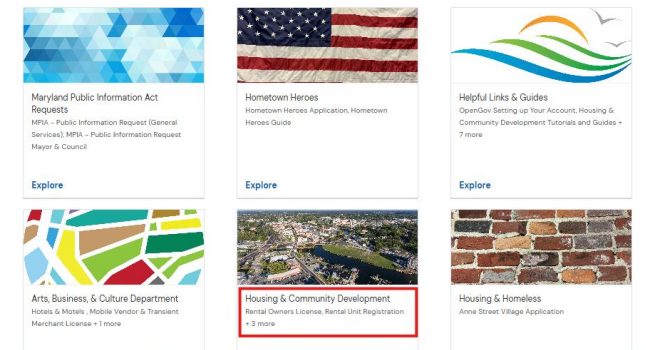 Maryland Public Information Act
Requests
MPIA - Public Information Request (General
Services), MPIA - Public Information Request
Mayor & Council
Explore
Hometown Heroes
Hometown Heroes Application, Hometown
Heroes Guide
Explore
Helpful Links & Guides
OpenGov Setting up Your Account, Housing &
Community Development Tutorials and Guides +
7 more
Explore
Arts, Business, & Culture Department
Hotels & Motels , Mobile Vendor & Transient
Merchant License + 1 more
Housing & Community Development
Rental Owners License, Rental Unit Registration
+ 3 more
Housing & Homeless
Anne Street Village Application